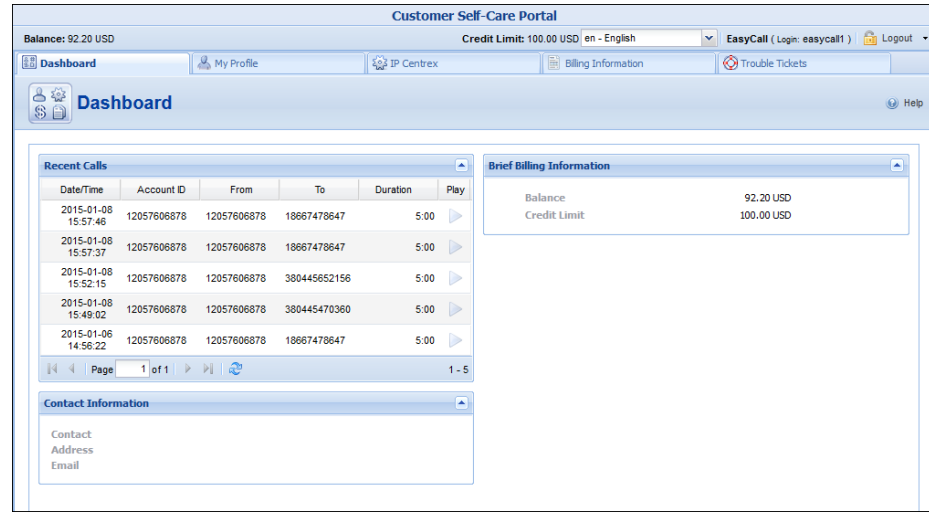 Customer Self-Care Portal
Balance: 92.20 USD Credit Limit: 100.00 USD en - English EasyCall ( Login: easycall1 ) Logout
Dashboard My Profile IP Centrex Billing Information Trouble Tickets
Dashboard Help
Recent Calls
Date/Time Account ID From To Duration Play
2015-01-08 15:57:46 12057606878 12057606878 18667478647 5:00
2015-01-08 15:57:37 12057606878 12057606878 18667478647 5:00
2015-01-08 15:52:15 12057606878 12057606878 380445652156 5:00
2015-01-08 15:49:02 12057606878 12057606878 380445470360 5:00
2015-01-06 14:56:22 12057606878 12057606878 18667478647 5:00
Page 1 of 1 1 - 5
Contact Information
Contact
Address
Email
Brief Billing Information
Balance 92.20 USD
Credit Limit 100.00 USD